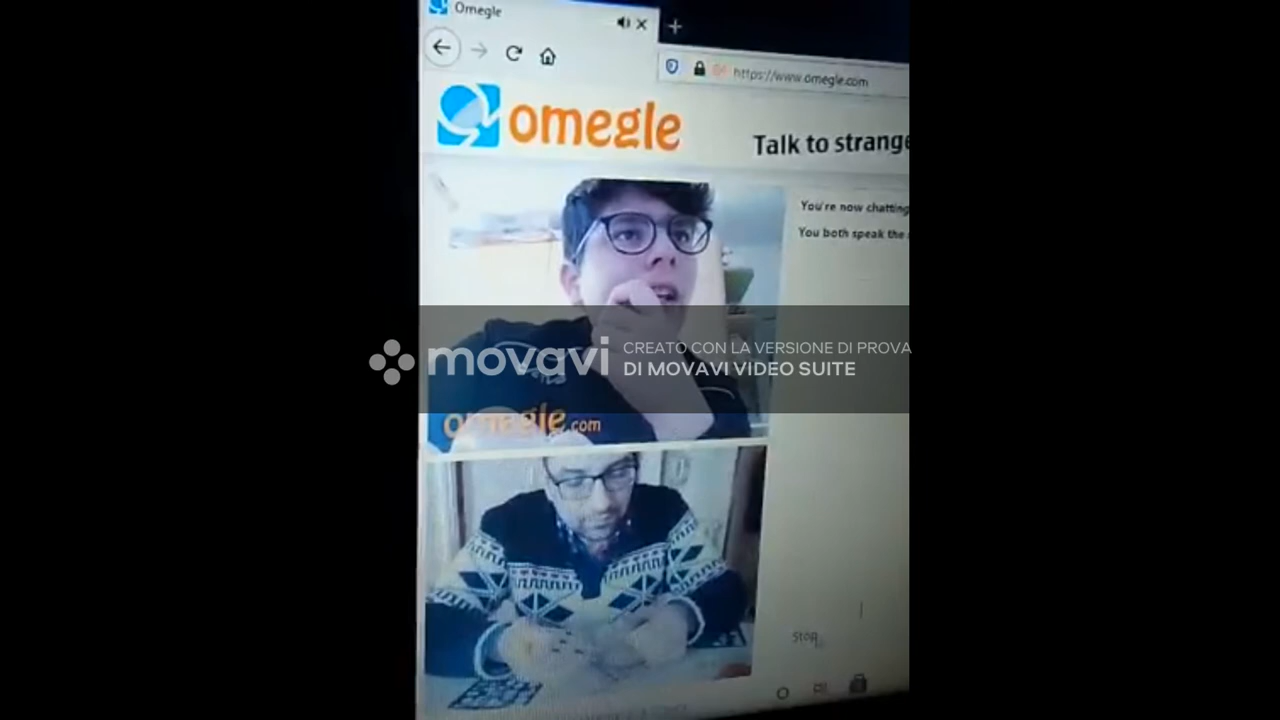 Omegle
https://www.omegle.com
omegle
Talk to strange
You're now chatting
You both speak the
movavi
CREATO CON LA VERSIONE DI PROVA
DI MOVAVI VIDEO SUITE
omegle.com
Stop